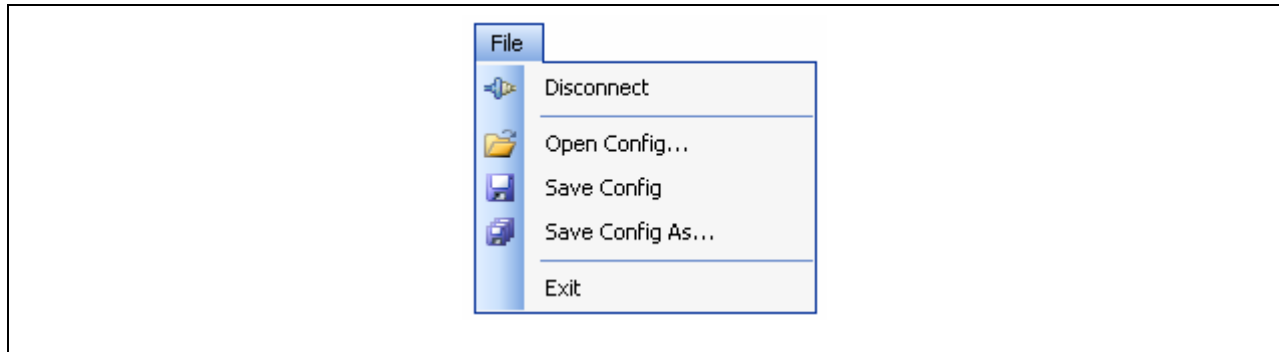 File
Disconnect
Open Config...
Save Config
Save Config As...
Exit